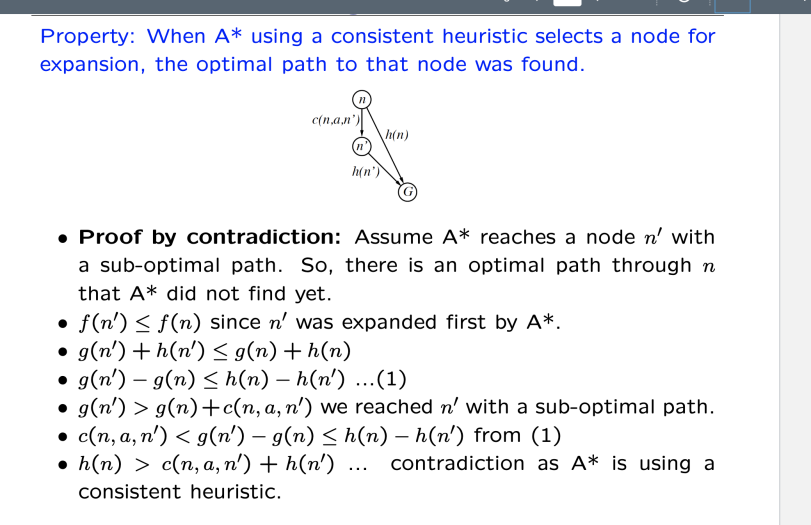 Property: When A* using a consistent heuristic selects a node for
expansion, the optimal path to that node was found.
n
c(n,a,n')
h(n)
n'
h(n')
G
• Proof by contradiction: Assume A* reaches a node n′ with
a sub-optimal path. So, there is an optimal path through n
that A* did not find yet.
• f(n′) ≤ f(n) since n′ was expanded first by A*.
• g(n′) + h(n′) ≤ g(n) + h(n)
• g(n′) − g(n) ≤ h(n) − h(n′) ...(1)
• g(n′) > g(n)+c(n, a, n′) we reached n′ with a sub-optimal path.
• c(n, a, n′) < g(n′) − g(n) ≤ h(n) − h(n′) from (1)
• h(n) > c(n, a, n′) + h(n′) ... contradiction as A* is using a
consistent heuristic.